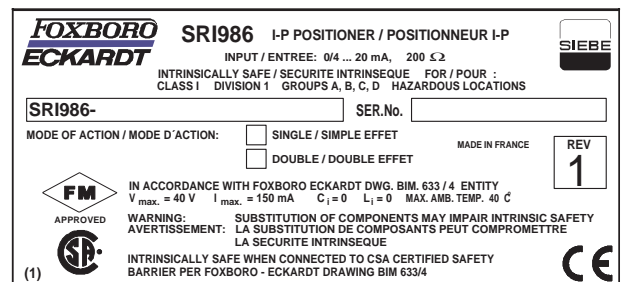 FOXBORO
ECKARDT
SRI986 I-P POSITIONER / POSITIONNEUR I-P
SIEBE
INPUT / ENTREE: 0/4 ... 20 mA, 200 Ω
INTRINSICALLY SAFE / SECURITE INTRINSEQUE FOR / POUR :
CLASS I DIVISION 1 GROUPS A, B, C, D HAZARDOUS LOCATIONS
SRI986-
SER.No.
MODE OF ACTION / MODE D´ACTION:
SINGLE / SIMPLE EFFET
DOUBLE / DOUBLE EFFET
MADE IN FRANCE
REV
1
FM
APPROVED
IN ACCORDANCE WITH FOXBORO ECKARDT DWG. BIM. 633 / 4 ENTITY
V max. = 40 V I max. = 150 mA C i = 0 L i = 0 MAX. AMB. TEMP. 40 C°
WARNING: SUBSTITUTION OF COMPONENTS MAY IMPAIR INTRINSIC SAFETY
AVERTISSEMENT: LA SUBSTITUTION DE COMPOSANTS PEUT COMPROMETTRE
LA SECURITE INTRINSEQUE
SA
INTRINSICALLY SAFE WHEN CONNECTED TO CSA CERTIFIED SAFETY
BARRIER PER FOXBORO - ECKARDT DRAWING BIM 633/4
CE
(1)